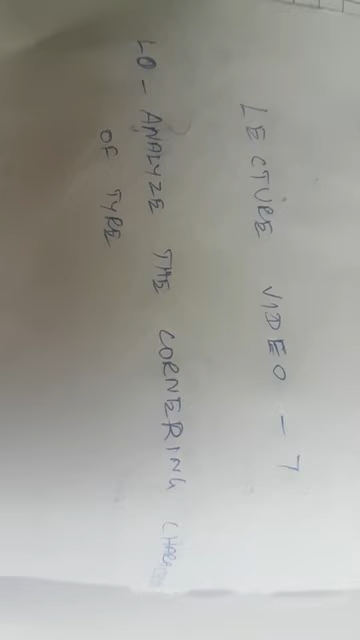 LECTURE VIDEO - 7
LO - ANALYZE THE CORNERING
OF TYRE